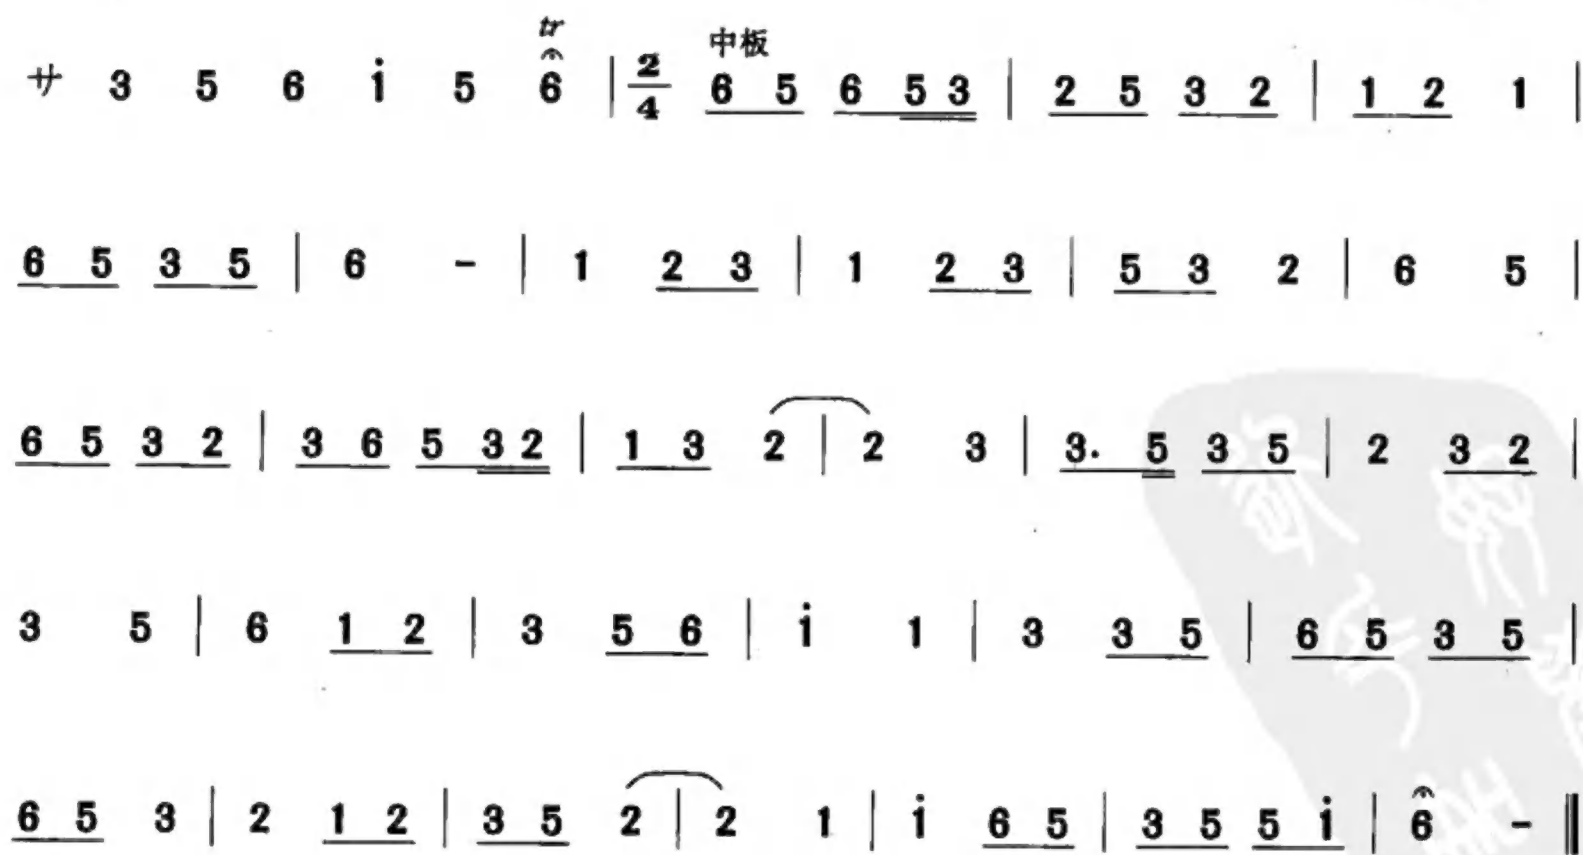 サ 3 5 6 i 5 6 tr | 2/4 中板 6 5 6 5 3 | 2 5 3 2 | 1 2 1 |
6 5 3 5 | 6 - | 1 2 3 | 1 2 3 | 5 3 2 | 6 5 |
6 5 3 2 | 3 6 5 3 2 | 1 3 2 | 2 3 | 3. 5 3 5 | 2 3 2 |
3 5 | 6 1 2 | 3 5 6 | i 1 | 3 3 5 | 6 5 3 5 |
6 5 3 | 2 1 2 | 3 5 2 | 2 1 | i 6 5 | 3 5 5 i | 6 - ‖